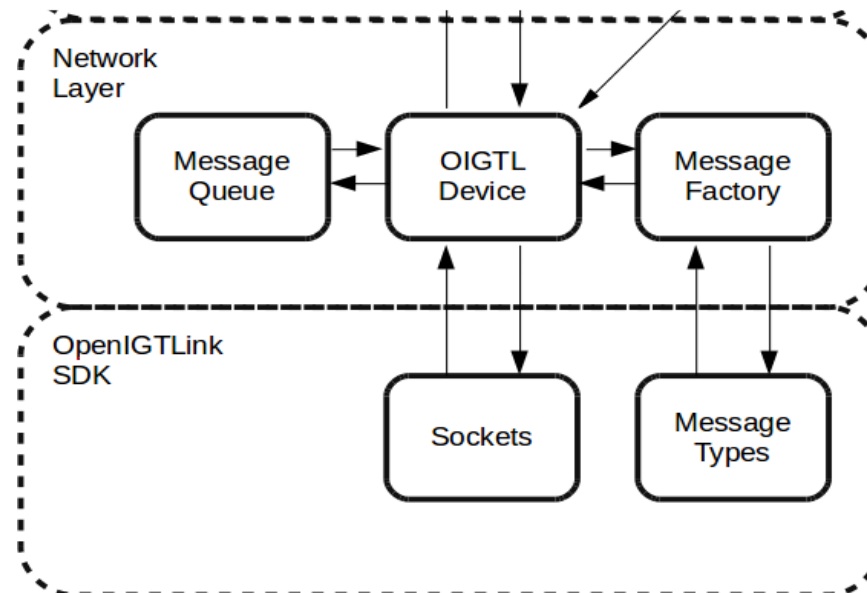 Network
Layer
Message
Queue
OIGTL
Device
Message
Factory
OpenIGTLink
SDK
Sockets
Message
Types